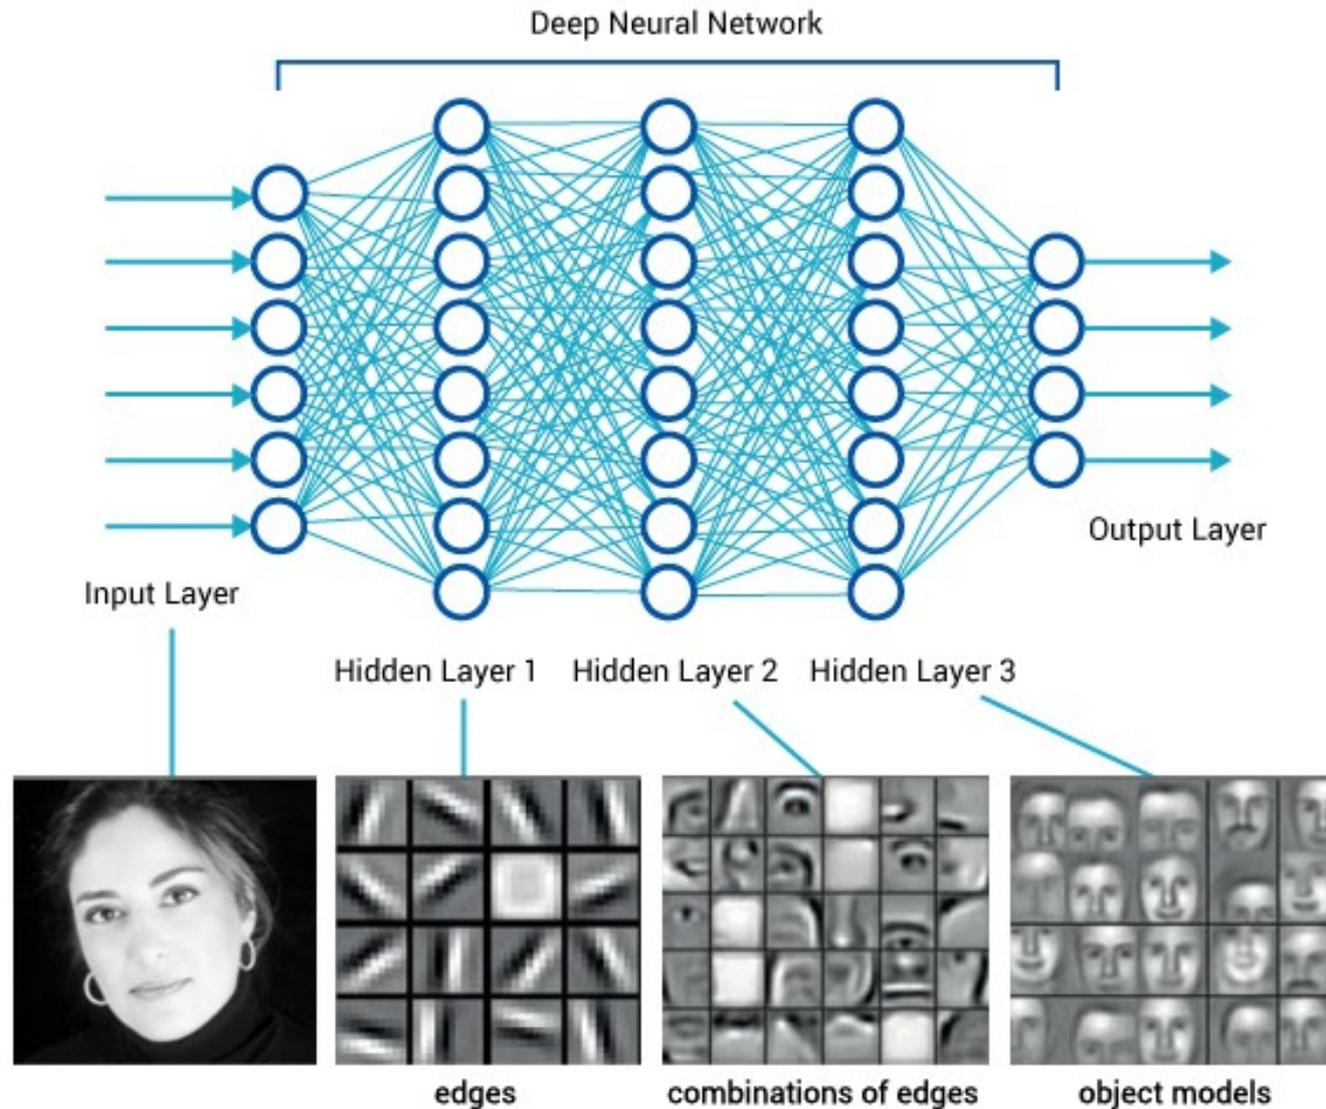 Deep Neural Network
Output Layer
Input Layer
Hidden Layer 1
Hidden Layer 2
Hidden Layer 3
edges
combinations of edges
object models